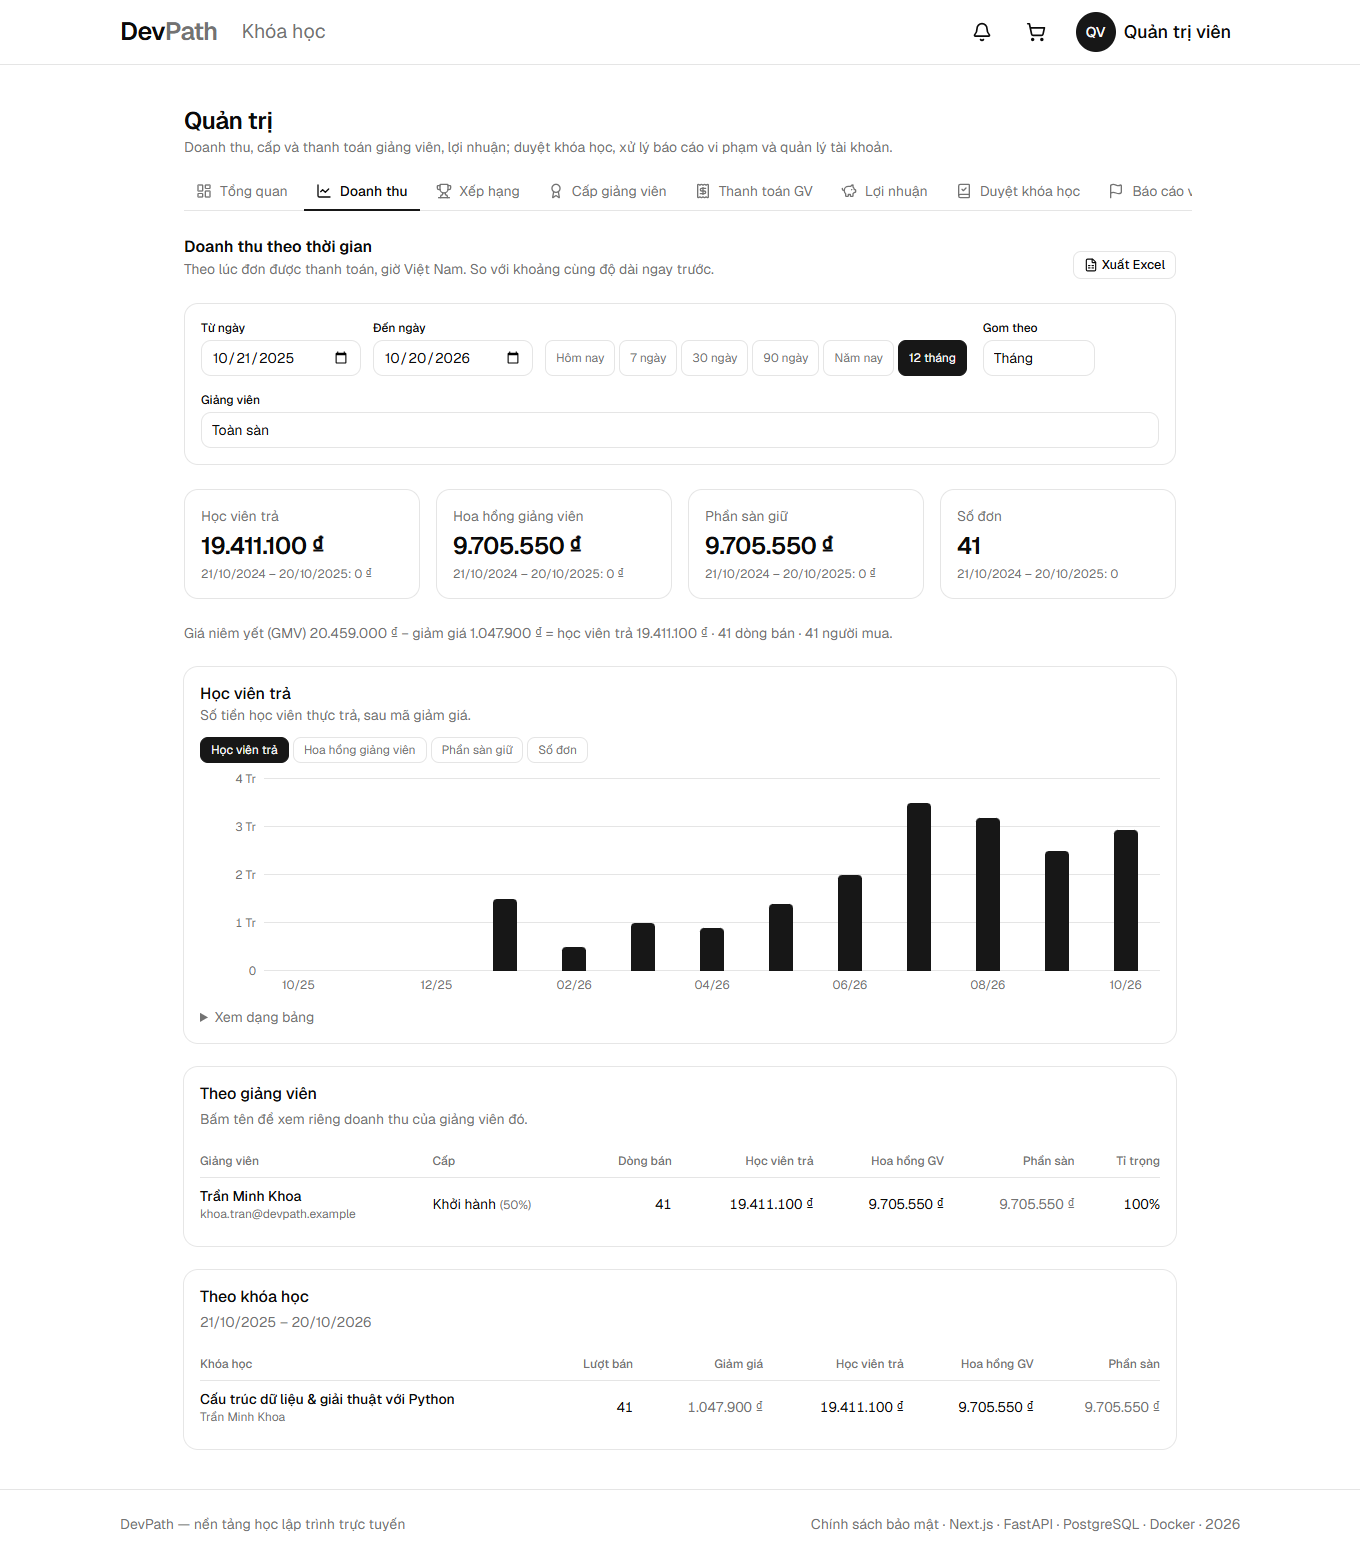 DevPath Khóa học QV Quản trị viên
Quản trị
Doanh thu, cấp và thanh toán giảng viên, lợi nhuận; duyệt khóa học, xử lý báo cáo vi phạm và quản lý tài khoản.
Tổng quan Doanh thu Xếp hạng Cấp giảng viên Thanh toán GV Lợi nhuận Duyệt khóa học Báo cáo
Doanh thu theo thời gian
Theo lúc đơn được thanh toán, giờ Việt Nam. So với khoảng cùng độ dài ngay trước.
Xuất Excel
Từ ngày Đến ngày Gom theo
10/21/2025 10/20/2026 Hôm nay 7 ngày 30 ngày 90 ngày Năm nay 12 tháng Tháng
Giảng viên
Toàn sàn
Học viên trả Hoa hồng giảng viên Phần sàn giữ Số đơn
19.411.100 ₫ 9.705.550 ₫ 9.705.550 ₫ 41
21/10/2024 – 20/10/2025: 0 ₫ 21/10/2024 – 20/10/2025: 0 ₫ 21/10/2024 – 20/10/2025: 0 ₫ 21/10/2024 – 20/10/2025: 0
Giá niêm yết (GMV) 20.459.000 ₫ − giảm giá 1.047.900 ₫ = học viên trả 19.411.100 ₫ · 41 dòng bán · 41 người mua.
Học viên trả
Số tiền học viên thực trả, sau mã giảm giá.
Học viên trả Hoa hồng giảng viên Phần sàn giữ Số đơn
4 Tr
3 Tr
2 Tr
1 Tr
0
10/25 12/25 02/26 04/26 06/26 08/26 10/26
Xem dạng bảng
Theo giảng viên
Bấm tên để xem riêng doanh thu của giảng viên đó.
Giảng viên Cấp Dòng bán Học viên trả Hoa hồng GV Phần sàn Tỉ trọng
Trần Minh Khoa Khởi hành (50%) 41 19.411.100 ₫ 9.705.550 ₫ 9.705.550 ₫ 100%
khoa.tran@devpath.example
Theo khóa học
21/10/2025 – 20/10/2026
Khóa học Lượt bán Giảm giá Học viên trả Hoa hồng GV Phần sàn
Cấu trúc dữ liệu & giải thuật với Python 41 1.047.900 ₫ 19.411.100 ₫ 9.705.550 ₫ 9.705.550 ₫
Trần Minh Khoa
DevPath — nền tảng học lập trình trực tuyến Chính sách bảo mật · Next.js · FastAPI · PostgreSQL · Docker · 2026